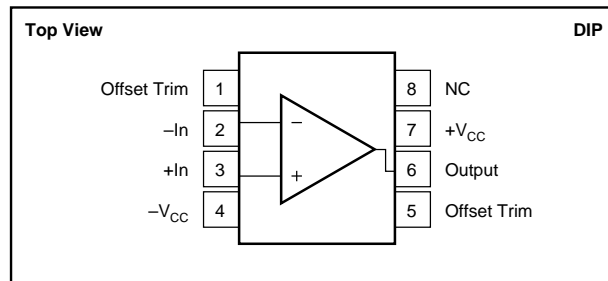 Top View
DIP
Offset Trim 1
–In 2
+In 3
–VCC 4
8 NC
7 +VCC
6 Output
5 Offset Trim
–
+